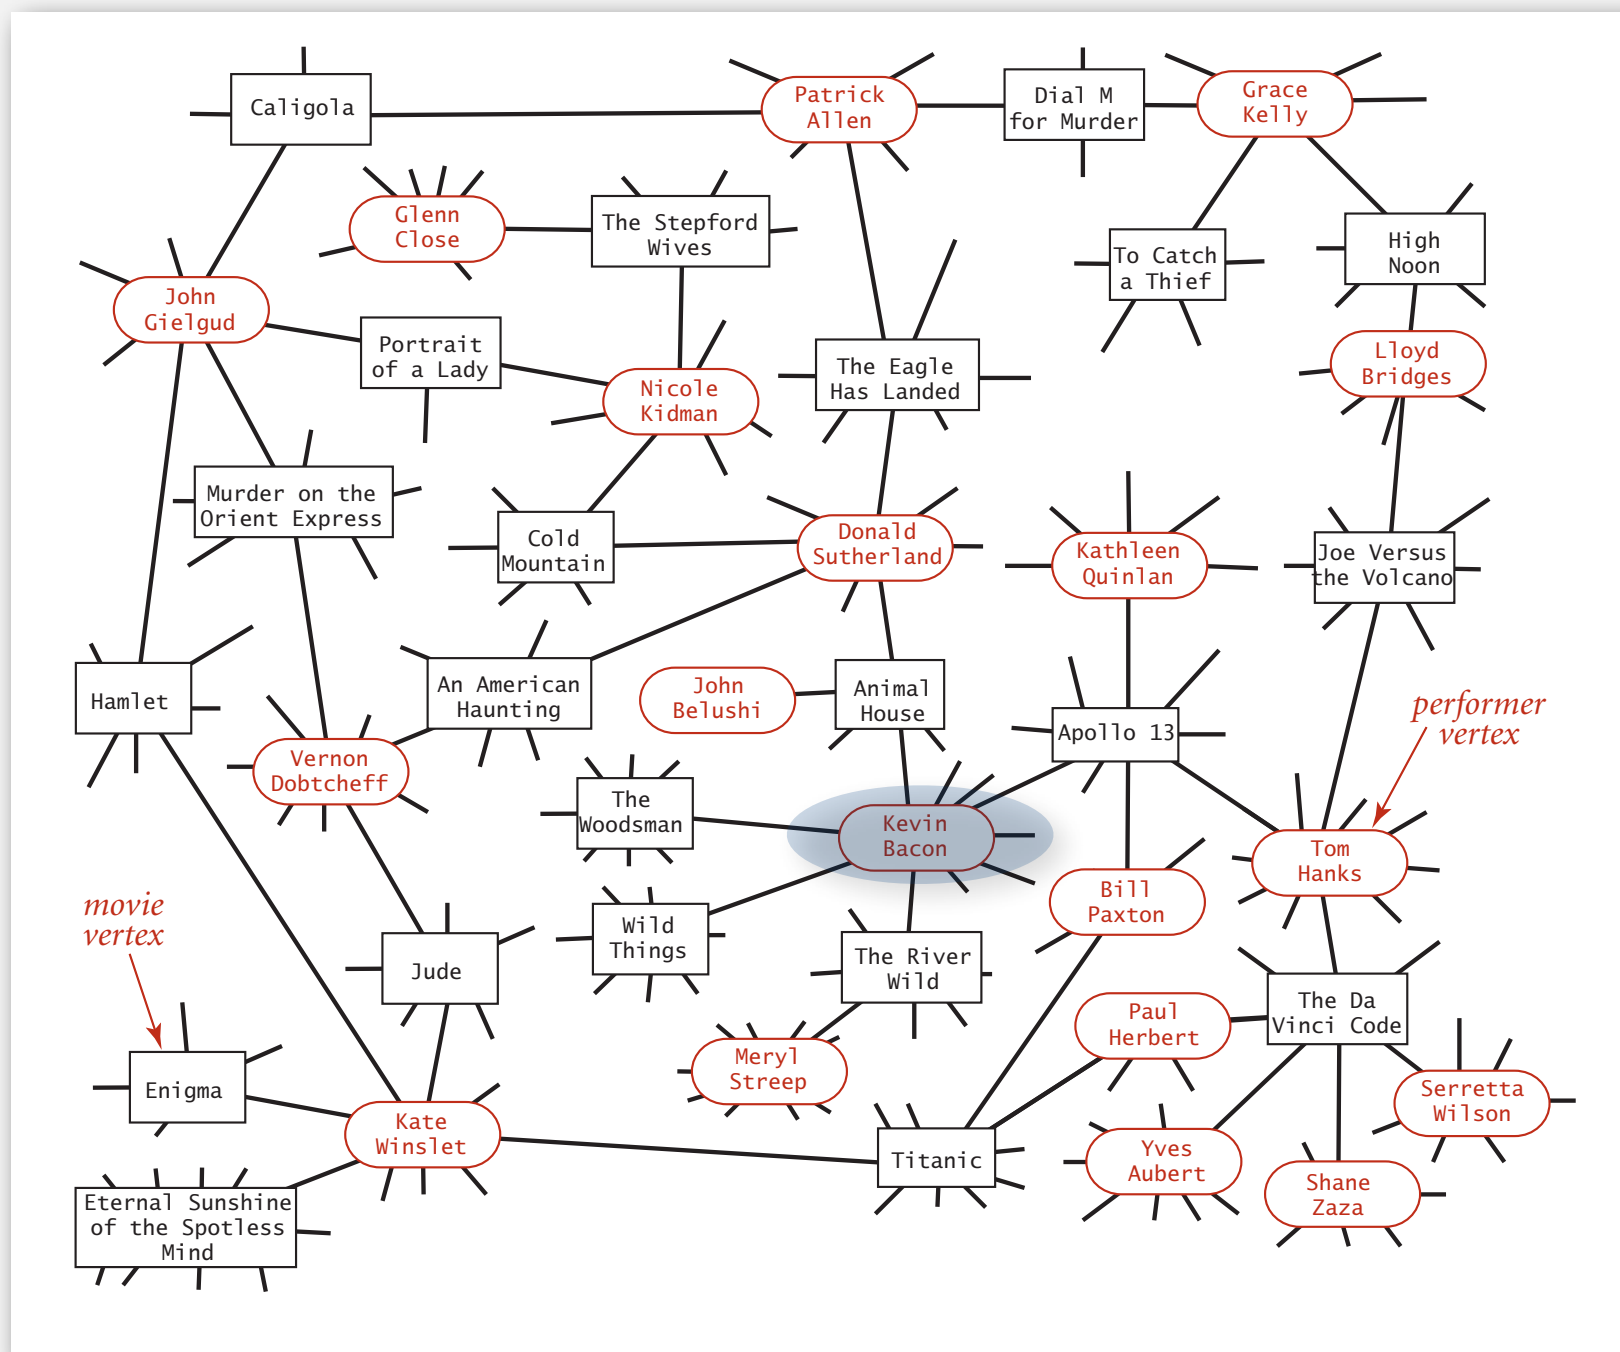 Caligola
Patrick
Allen
Dial M
for Murder
Grace
Kelly
Glenn
Close
The Stepford
Wives
To Catch
a Thief
High
Noon
John
Gielgud
Portrait
of a Lady
Nicole
Kidman
The Eagle
Has Landed
Lloyd
Bridges
Murder on the
Orient Express
Cold
Mountain
Donald
Sutherland
Kathleen
Quinlan
Joe Versus
the Volcano
Hamlet
An American
Haunting
John
Belushi
Animal
House
Apollo 13
performer
vertex
Vernon
Dobtcheff
The
Woodsman
Kevin
Bacon
Tom
Hanks
movie
vertex
Jude
Wild
Things
The River
Wild
Bill
Paxton
Paul
Herbert
The Da
Vinci Code
Enigma
Kate
Winslet
Meryl
Streep
Titanic
Yves
Aubert
Serretta
Wilson
Shane
Zaza
Eternal Sunshine
of the Spotless
Mind